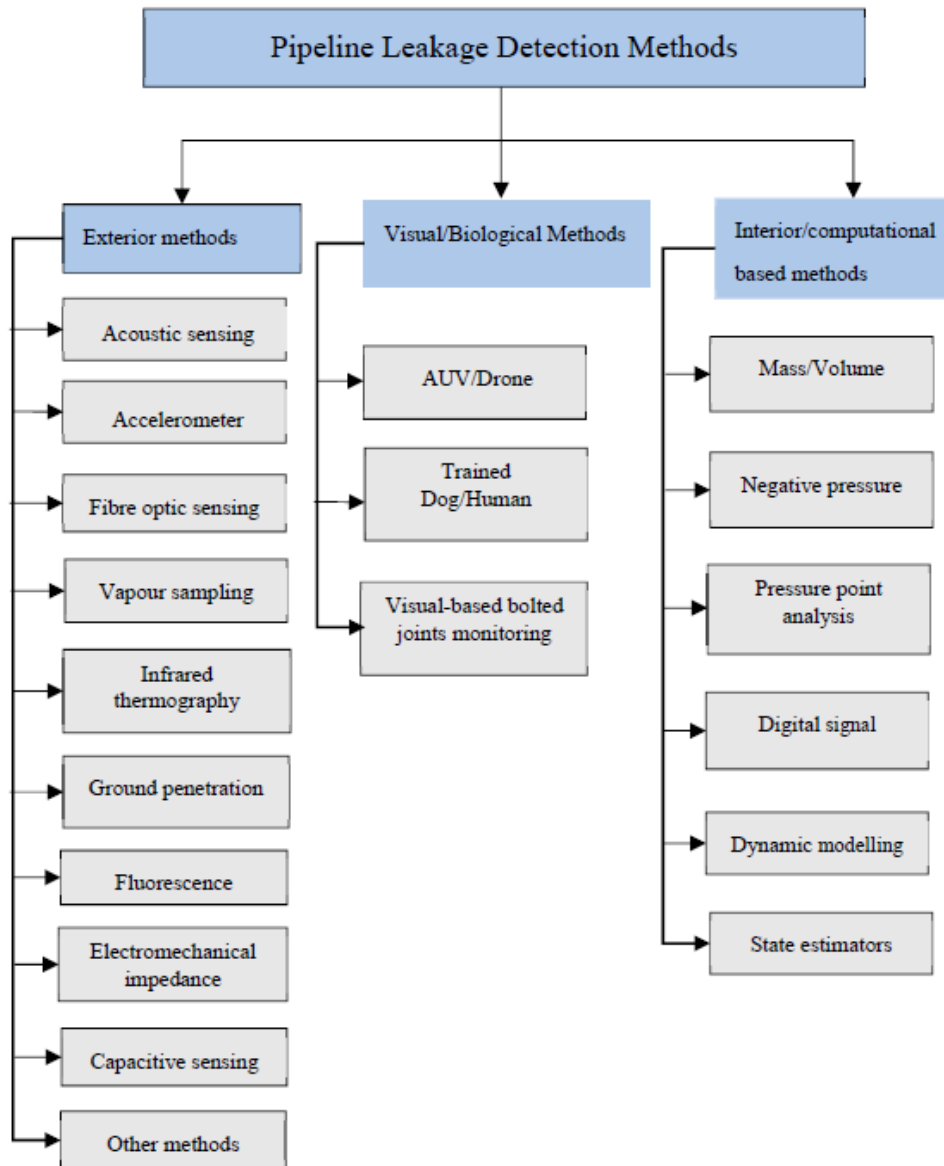 Pipeline Leakage Detection Methods
Exterior methods
Acoustic sensing
Accelerometer
Fibre optic sensing
Vapour sampling
Infrared
thermography
Ground penetration
Fluorescence
Electromechanical
impedance
Capacitive sensing
Other methods
Visual/Biological Methods
AUV/Drone
Trained
Dog/Human
Visual-based bolted
joints monitoring
Interior/computational
based methods
Mass/Volume
Negative pressure
Pressure point
analysis
Digital signal
Dynamic modelling
State estimators